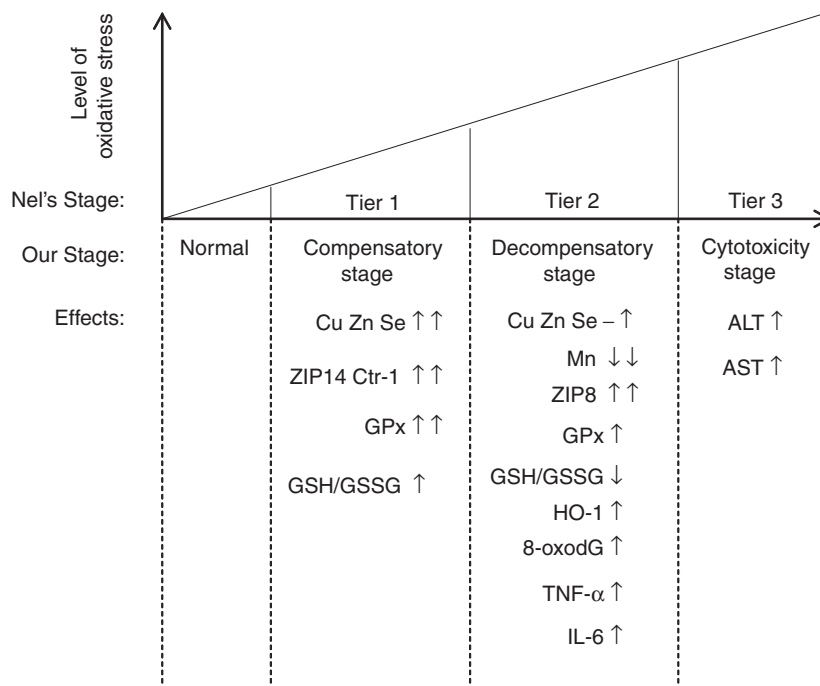 Level of
oxidative stress
Nel's Stage:
Tier 1
Tier 2
Tier 3
Our Stage:
Normal
Compensatory
stage
Decompensatory
stage
Cytotoxicity
stage
Effects:
Cu Zn Se ↑ ↑
ZIP14 Ctr-1 ↑ ↑
GPx ↑ ↑
GSH/GSSG ↑
Cu Zn Se – ↑
Mn ↓ ↓
ZIP8 ↑ ↑
GPx ↑
GSH/GSSG ↓
HO-1 ↑
8-oxodG ↑
TNF-α ↑
IL-6 ↑
ALT ↑
AST ↑